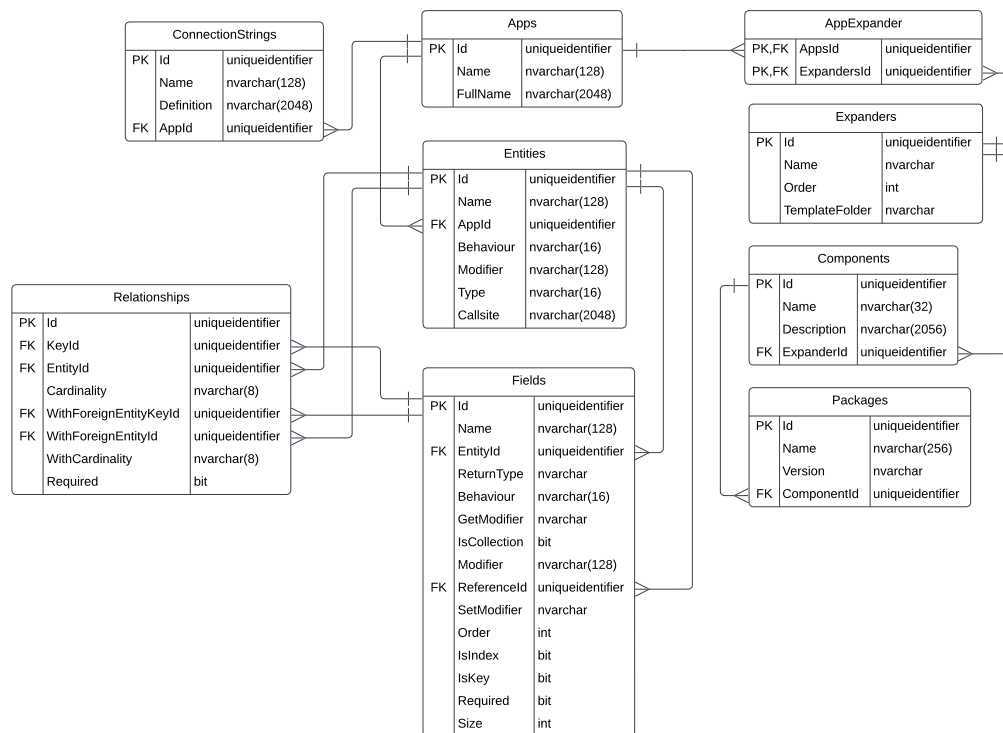 ConnectionStrings
PK Id uniqueidentifier
Name nvarchar(128)
Definition nvarchar(2048)
FK AppId uniqueidentifier
Apps
PK Id uniqueidentifier
Name nvarchar(128)
FullName nvarchar(2048)
AppExpander
PK,FK AppsId uniqueidentifier
PK,FK ExpandersId uniqueidentifier
Expanders
PK Id uniqueidentifier
Name nvarchar
Order int
TemplateFolder nvarchar
Entities
PK Id uniqueidentifier
Name nvarchar(128)
FK AppId uniqueidentifier
Behaviour nvarchar(16)
Modifier nvarchar(128)
Type nvarchar(16)
Callsite nvarchar(2048)
Components
PK Id uniqueidentifier
Name nvarchar(32)
Description nvarchar(2056)
FK ExpanderId uniqueidentifier
Relationships
PK Id uniqueidentifier
FK KeyId uniqueidentifier
FK EntityId uniqueidentifier
Cardinality nvarchar(8)
FK WithForeignEntityKeyId uniqueidentifier
FK WithForeignEntityId uniqueidentifier
WithCardinality nvarchar(8)
Required bit
Fields
PK Id uniqueidentifier
Name nvarchar(128)
FK EntityId uniqueidentifier
ReturnType nvarchar
Behaviour nvarchar(16)
GetModifier nvarchar
IsCollection bit
Modifier nvarchar(128)
FK ReferenceId uniqueidentifier
SetModifier nvarchar
Order int
IsIndex bit
IsKey bit
Required bit
Size int
Packages
PK Id uniqueidentifier
Name nvarchar(256)
Version nvarchar
FK ComponentId uniqueidentifier